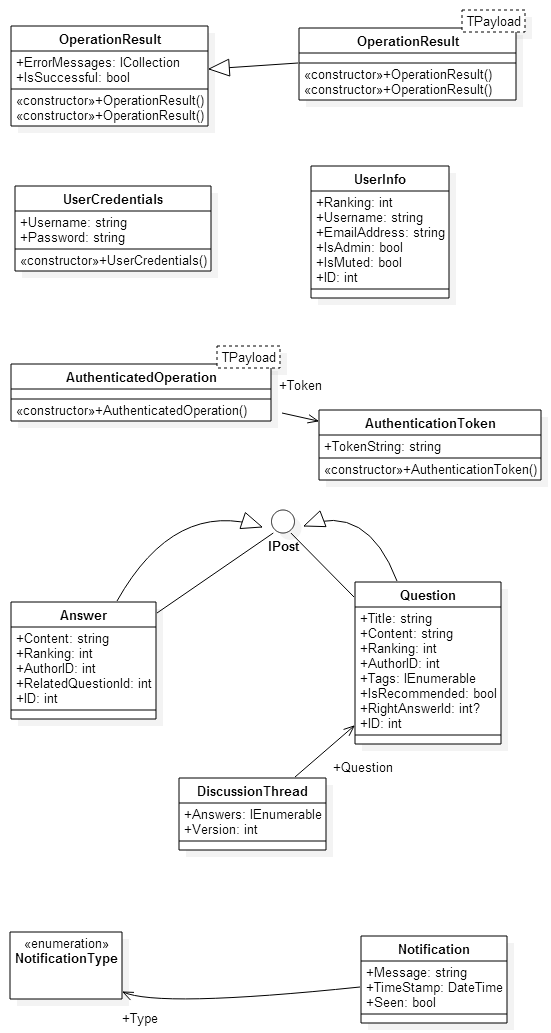 OperationResult
+ErrorMessages: ICollection
+IsSuccessful: bool
«constructor»+OperationResult()
«constructor»+OperationResult()
TPayload
OperationResult
«constructor»+OperationResult()
«constructor»+OperationResult()
UserCredentials
+Username: string
+Password: string
«constructor»+UserCredentials()
UserInfo
+Ranking: int
+Username: string
+EmailAddress: string
+IsAdmin: bool
+IsMuted: bool
+ID: int
TPayload
AuthenticatedOperation
«constructor»+AuthenticatedOperation()
+Token
AuthenticationToken
+TokenString: string
«constructor»+AuthenticationToken()
IPost
Answer
+Content: string
+Ranking: int
+AuthorID: int
+RelatedQuestionId: int
+ID: int
Question
+Title: string
+Content: string
+Ranking: int
+AuthorID: int
+Tags: IEnumerable
+IsRecommended: bool
+RightAnswerId: int?
+ID: int
+Question
DiscussionThread
+Answers: IEnumerable
+Version: int
«enumeration»
NotificationType
+Type
Notification
+Message: string
+TimeStamp: DateTime
+Seen: bool